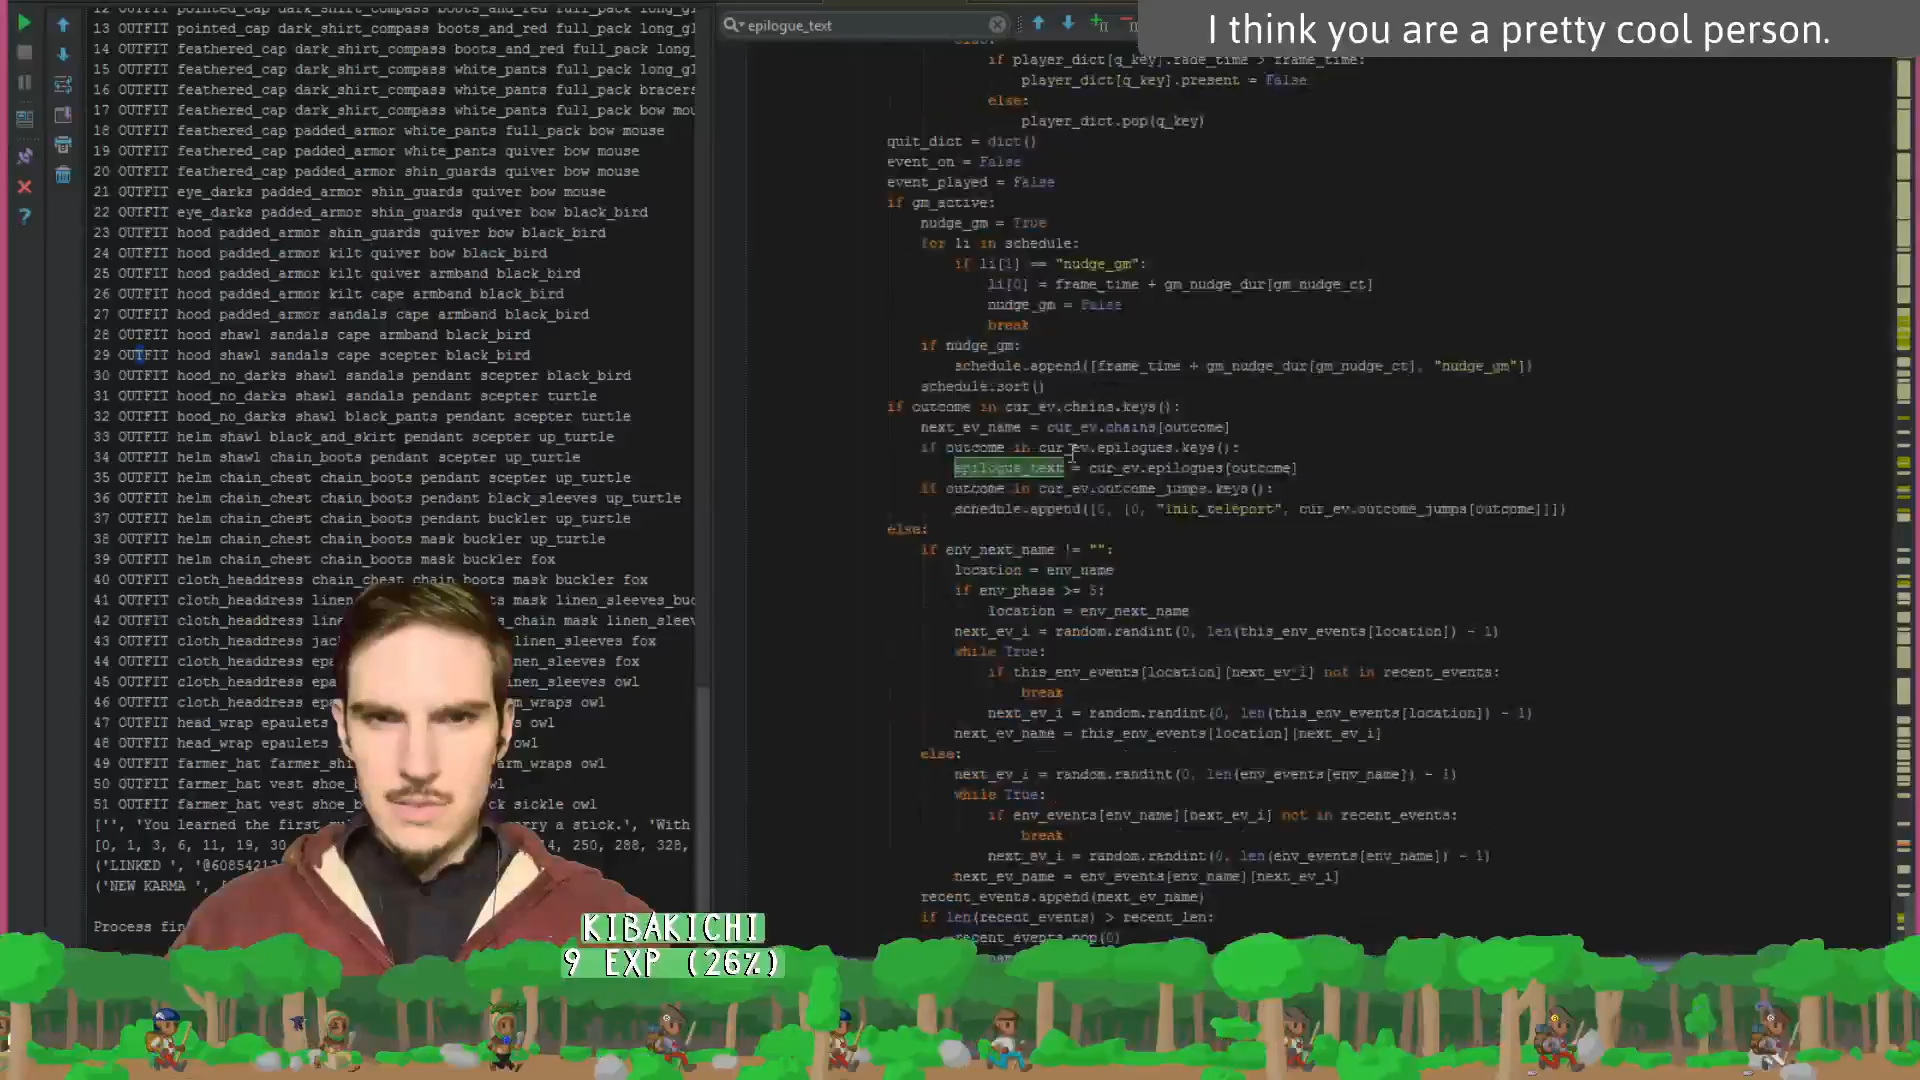 I think you are a pretty cool person.
epilogue_text
13 OUTFIT pointed_cap dark_shirt_compass boots_and_red full_pack long_gl
14 OUTFIT feathered_cap dark_shirt_compass boots_and_red full_pack long_gl
15 OUTFIT feathered_cap dark_shirt_compass white_pants full_pack long_gl
16 OUTFIT feathered_cap dark_shirt_compass white_pants full_pack bracers
17 OUTFIT feathered_cap dark_shirt_compass white_pants full_pack bow mou
18 OUTFIT feathered_cap padded_armor white_pants full_pack bow mouse
19 OUTFIT feathered_cap padded_armor white_pants quiver bow mouse
20 OUTFIT feathered_cap padded_armor shin_guards quiver bow mouse
21 OUTFIT eye_darks padded_armor shin_guards quiver bow mouse
22 OUTFIT eye_darks padded_armor shin_guards quiver bow black_bird
23 OUTFIT hood padded_armor shin_guards quiver bow black_bird
24 OUTFIT hood padded_armor kilt quiver bow black_bird
25 OUTFIT hood padded_armor kilt quiver armband black_bird
26 OUTFIT hood padded_armor kilt cape armband black_bird
27 OUTFIT hood padded_armor sandals cape armband black_bird
28 OUTFIT hood shawl sandals cape armband black_bird
29 OUTFIT hood shawl sandals cape scepter black_bird
30 OUTFIT hood_no_darks shawl sandals pendant scepter black_bird
31 OUTFIT hood_no_darks shawl sandals pendant scepter turtle
32 OUTFIT hood_no_darks shawl black_pants pendant scepter turtle
33 OUTFIT helm shawl black_and_skirt pendant scepter up_turtle
34 OUTFIT helm shawl chain_boots pendant scepter up_turtle
35 OUTFIT helm chain_chest chain_boots pendant scepter up_turtle
36 OUTFIT helm chain_chest chain_boots pendant black_sleeves up_turtle
37 OUTFIT helm chain_chest chain_boots pendant buckler up_turtle
38 OUTFIT helm chain_chest chain_boots mask buckler up_turtle
39 OUTFIT helm chain_chest chain_boots mask buckler fox
40 OUTFIT cloth_headdress chain_chest chain_boots mask buckler fox
41 OUTFIT cloth_headdress line ts mask linen_sleeves_buc
42 OUTFIT cloth_headdress line s_chain mask linen_slee
43 OUTFIT cloth_headdress jac linen_sleeves fox
44 OUTFIT cloth_headdress epa nen_sleeves fox
45 OUTFIT cloth_headdress epa nen_sleeves owl
46 OUTFIT cloth_headdress epa m_wraps owl
47 OUTFIT head_wrap epaulets s owl
48 OUTFIT head_wrap epaulets owl
49 OUTFIT farmer_hat farmer_shi arm_wraps owl
50 OUTFIT farmer_hat vest shoe_b wl
51 OUTFIT farmer_hat vest shoe_b ck sickle owl
['', 'You learned the first ru arry a stick.', 'With
[0, 1, 3, 6, 11, 19, 30 14, 250, 288, 328,
('LINKED ', '@6085421
('NEW KARMA ',
Process fin
if player_dict[q_key].fade_time > frame_time:
player_dict[q_key].present = False
else:
player_dict.pop(q_key)
quit_dict = dict()
event_on = False
event_played = False
if gm_active:
nudge_gm = True
for li in schedule:
if li[1] == "nudge_gm":
li[0] = frame_time + gm_nudge_dur[gm_nudge_ct]
nudge_gm = False
break
if nudge_gm:
schedule.append([frame_time + gm_nudge_dur[gm_nudge_ct], "nudge_gm"])
schedule.sort()
if outcome in cur_ev.chains.keys():
next_ev_name = cur_ev.chains[outcome]
if outcome in cur_ev.epilogues.keys():
epilogue_text = cur_ev.epilogues[outcome]
if outcome in cur_ev.outcome_jumps.keys():
schedule.append([0, [0, "init_teleport", cur_ev.outcome_jumps[outcome]]])
else:
if env_next_name != "":
location = env_name
if env_phase >= 5:
location = env_next_name
next_ev_i = random.randint(0, len(this_env_events[location]) - 1)
while True:
if this_env_events[location][next_ev_i] not in recent_events:
break
next_ev_i = random.randint(0, len(this_env_events[location]) - 1)
next_ev_name = this_env_events[location][next_ev_i]
else:
next_ev_i = random.randint(0, len(env_events[env_name]) - 1)
while True:
if env_events[env_name][next_ev_i] not in recent_events:
break
next_ev_i = random.randint(0, len(env_events[env_name]) - 1)
next_ev_name = env_events[env_name][next_ev_i]
recent_events.append(next_ev_name)
if len(recent_events) > recent_len:
recent_events.pop(0)
KIBAKICHI
9 EXP (26%)